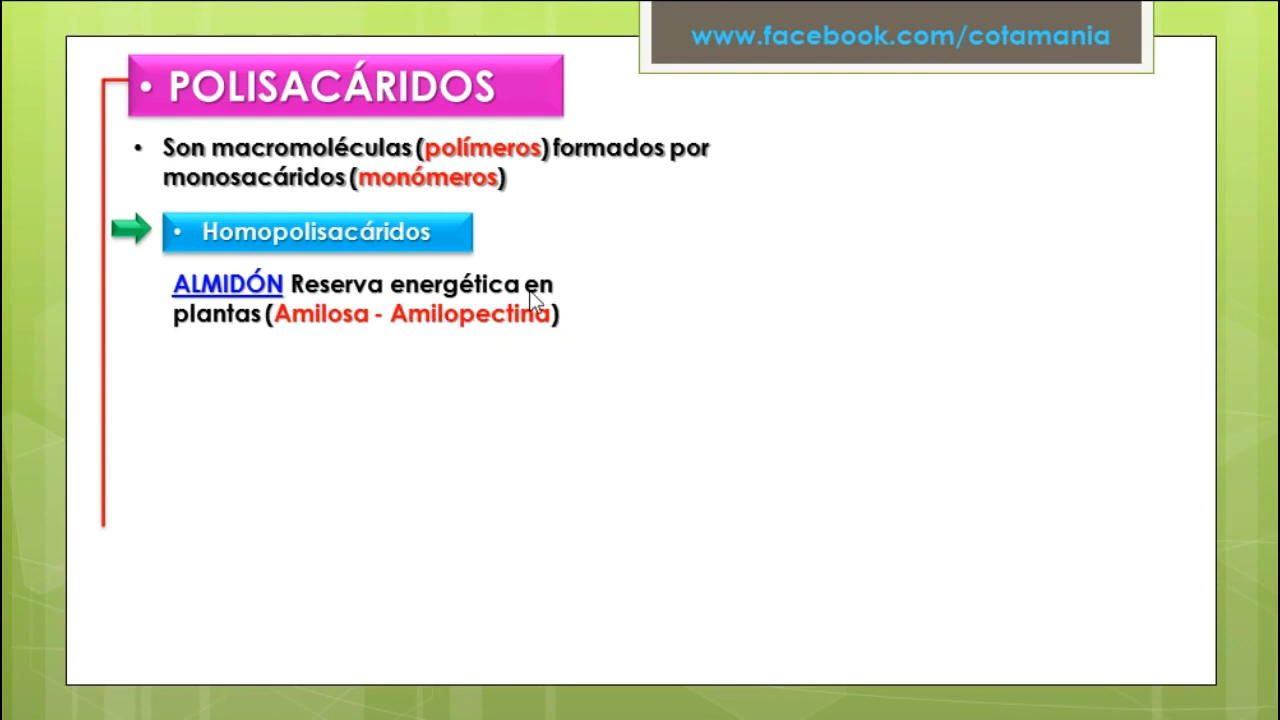 www.facebook.com/cotamania
• POLISACÁRIDOS
• Son macromoléculas (polímeros) formados por
monosacáridos (monómeros)
• Homopolisacáridos
ALMIDÓN Reserva energética en
plantas (Amilosa - Amilopectina)